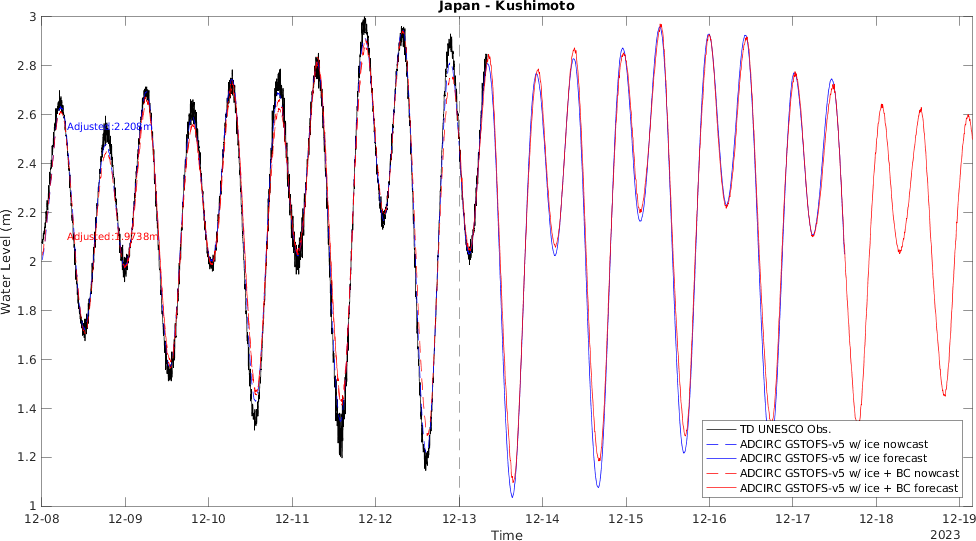 Japan - Kushimoto
3
2.8
2.6
2.4
2.2
2
1.8
1.6
1.4
1.2
1
Water Level (m)
Adjusted:2.208m
Adjusted:1.9738m
TD UNESCO Obs.
ADCIRC GSTOFS-v5 w/ ice nowcast
ADCIRC GSTOFS-v5 w/ ice forecast
ADCIRC GSTOFS-v5 w/ ice + BC nowcast
ADCIRC GSTOFS-v5 w/ ice + BC forecast
12-08 12-09 12-10 12-11 12-12 12-13 12-14 12-15 12-16 12-17 12-18 12-19
Time
2023